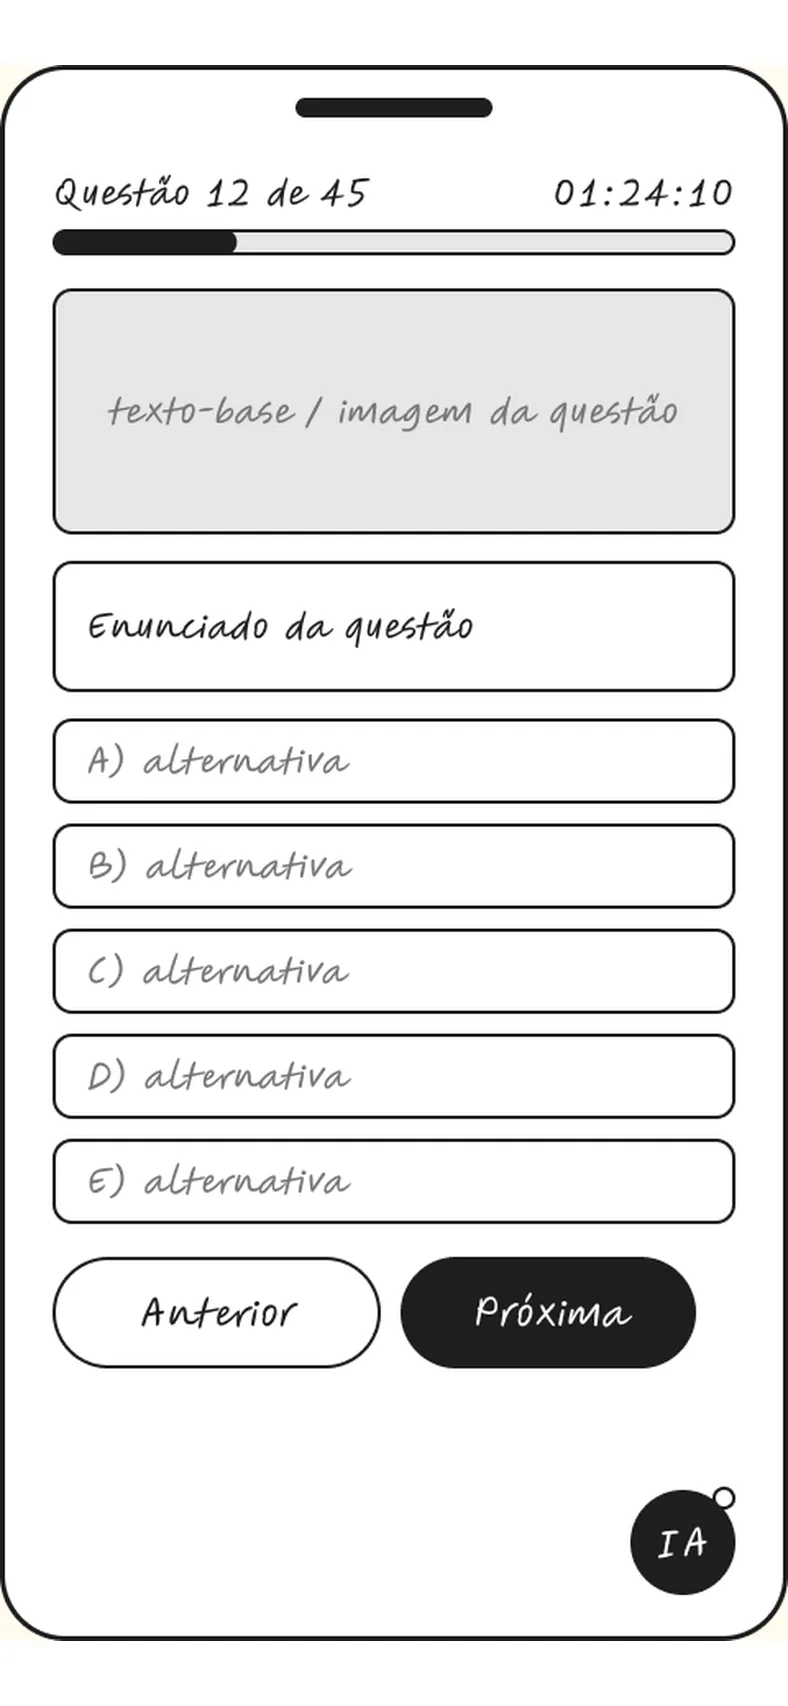 Questão 12 de 45 01:24:10
texto-base / imagem da questão
Enunciado da questão
A) alternativa
B) alternativa
C) alternativa
D) alternativa
E) alternativa
Anterior Próxima
IA